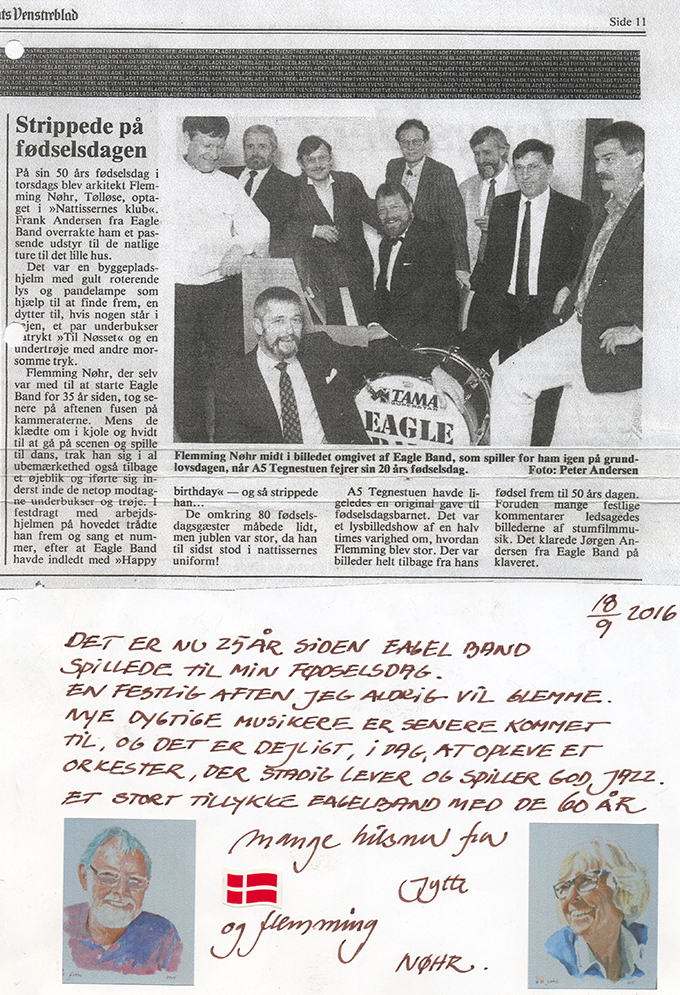 ats Venstreblad
Side 11
Strippede på
fødselsdagen
På sin 50 års fødselsdag i
torsdags blev arkitekt Flem-
ming Nøhr, Tølløse, opta-
get i »Nattissernes klub«.
Frank Andersen fra Eagle
Band overrakte ham et pas-
sende udstyr til de natlige
ture til det lille hus.
Det var en byggeplads-
hjelm med gult roterende
lys og pandelampe som
hjælp til at finde frem, en
dytter til, hvis nogen står i
ejen, et par underbukser
atrykt »Til Nøsset« og en
undertrøje med andre mor-
somme tryk.
Flemming Nøhr, der selv
var med til at starte Eagle
Band for 35 år siden, tog se-
nere på aftenen fusen på
kammeraterne. Mens de
klædte om i kjole og hvidt
til at gå på scenen og spille
til dans, trak han sig i al
ubemærkethed også tilbage
et øjeblik og iførte sig in-
derst inde de netop modtag-
ne underbukser og trøje. I
festdragt med arbejds-
hjelmen på hovedet trådte
han frem og sang et num-
mer, efter at Eagle Band
havde indledt med »Happy
TAMA
SUPERSTAR
EAGLE
Flemming Nøhr midt i billedet omgivet af Eagle Band, som spiller for ham igen på grund-
lovsdagen, når A5 Tegnestuen fejrer sin 20 års fødselsdag.
Foto: Peter Andersen
birthday« — og så strippede
han...
De omkring 80 fødsels-
dagsgæster måbede lidt,
men jublen var stor, da han
til sidst stod i nattissernes
uniform!
A5 Tegnestuen havde li-
geledes en original gave til
fødselsdagsbarnet. Det var
et lysbilledshow af en halv
times varighed om, hvordan
Flemming blev stor. Der var
billeder helt tilbage fra hans
fødsel frem til 50 års dagen.
Foruden mange festlige
kommentarer ledsagedes
billederne af stumfilmmu-
sik. Det klarede Jørgen An-
dersen fra Eagle Band på
klaveret.
18/9 2016
DET ER NU 25 ÅR SIDEN EAGEL BAND
SPILLEDE TIL MIN FØDSELSDAG.
EN FESTLIG AFTEN JEG ALDRIG VIL GLEMME.
NYE DYGTIGE MUSIKERE ER SENERE KOMMET
TIL, OG DET ER DEJLIGT, I DAG, AT OPLEVE ET
ORKESTER, DER STADIG LEVER OG SPILLER GOD JAZZ.
ET STORT TILLYKKE EAGELBAND MED DE 60 ÅR
mange hilsner fra
Jytte
og flemming
NØHR.